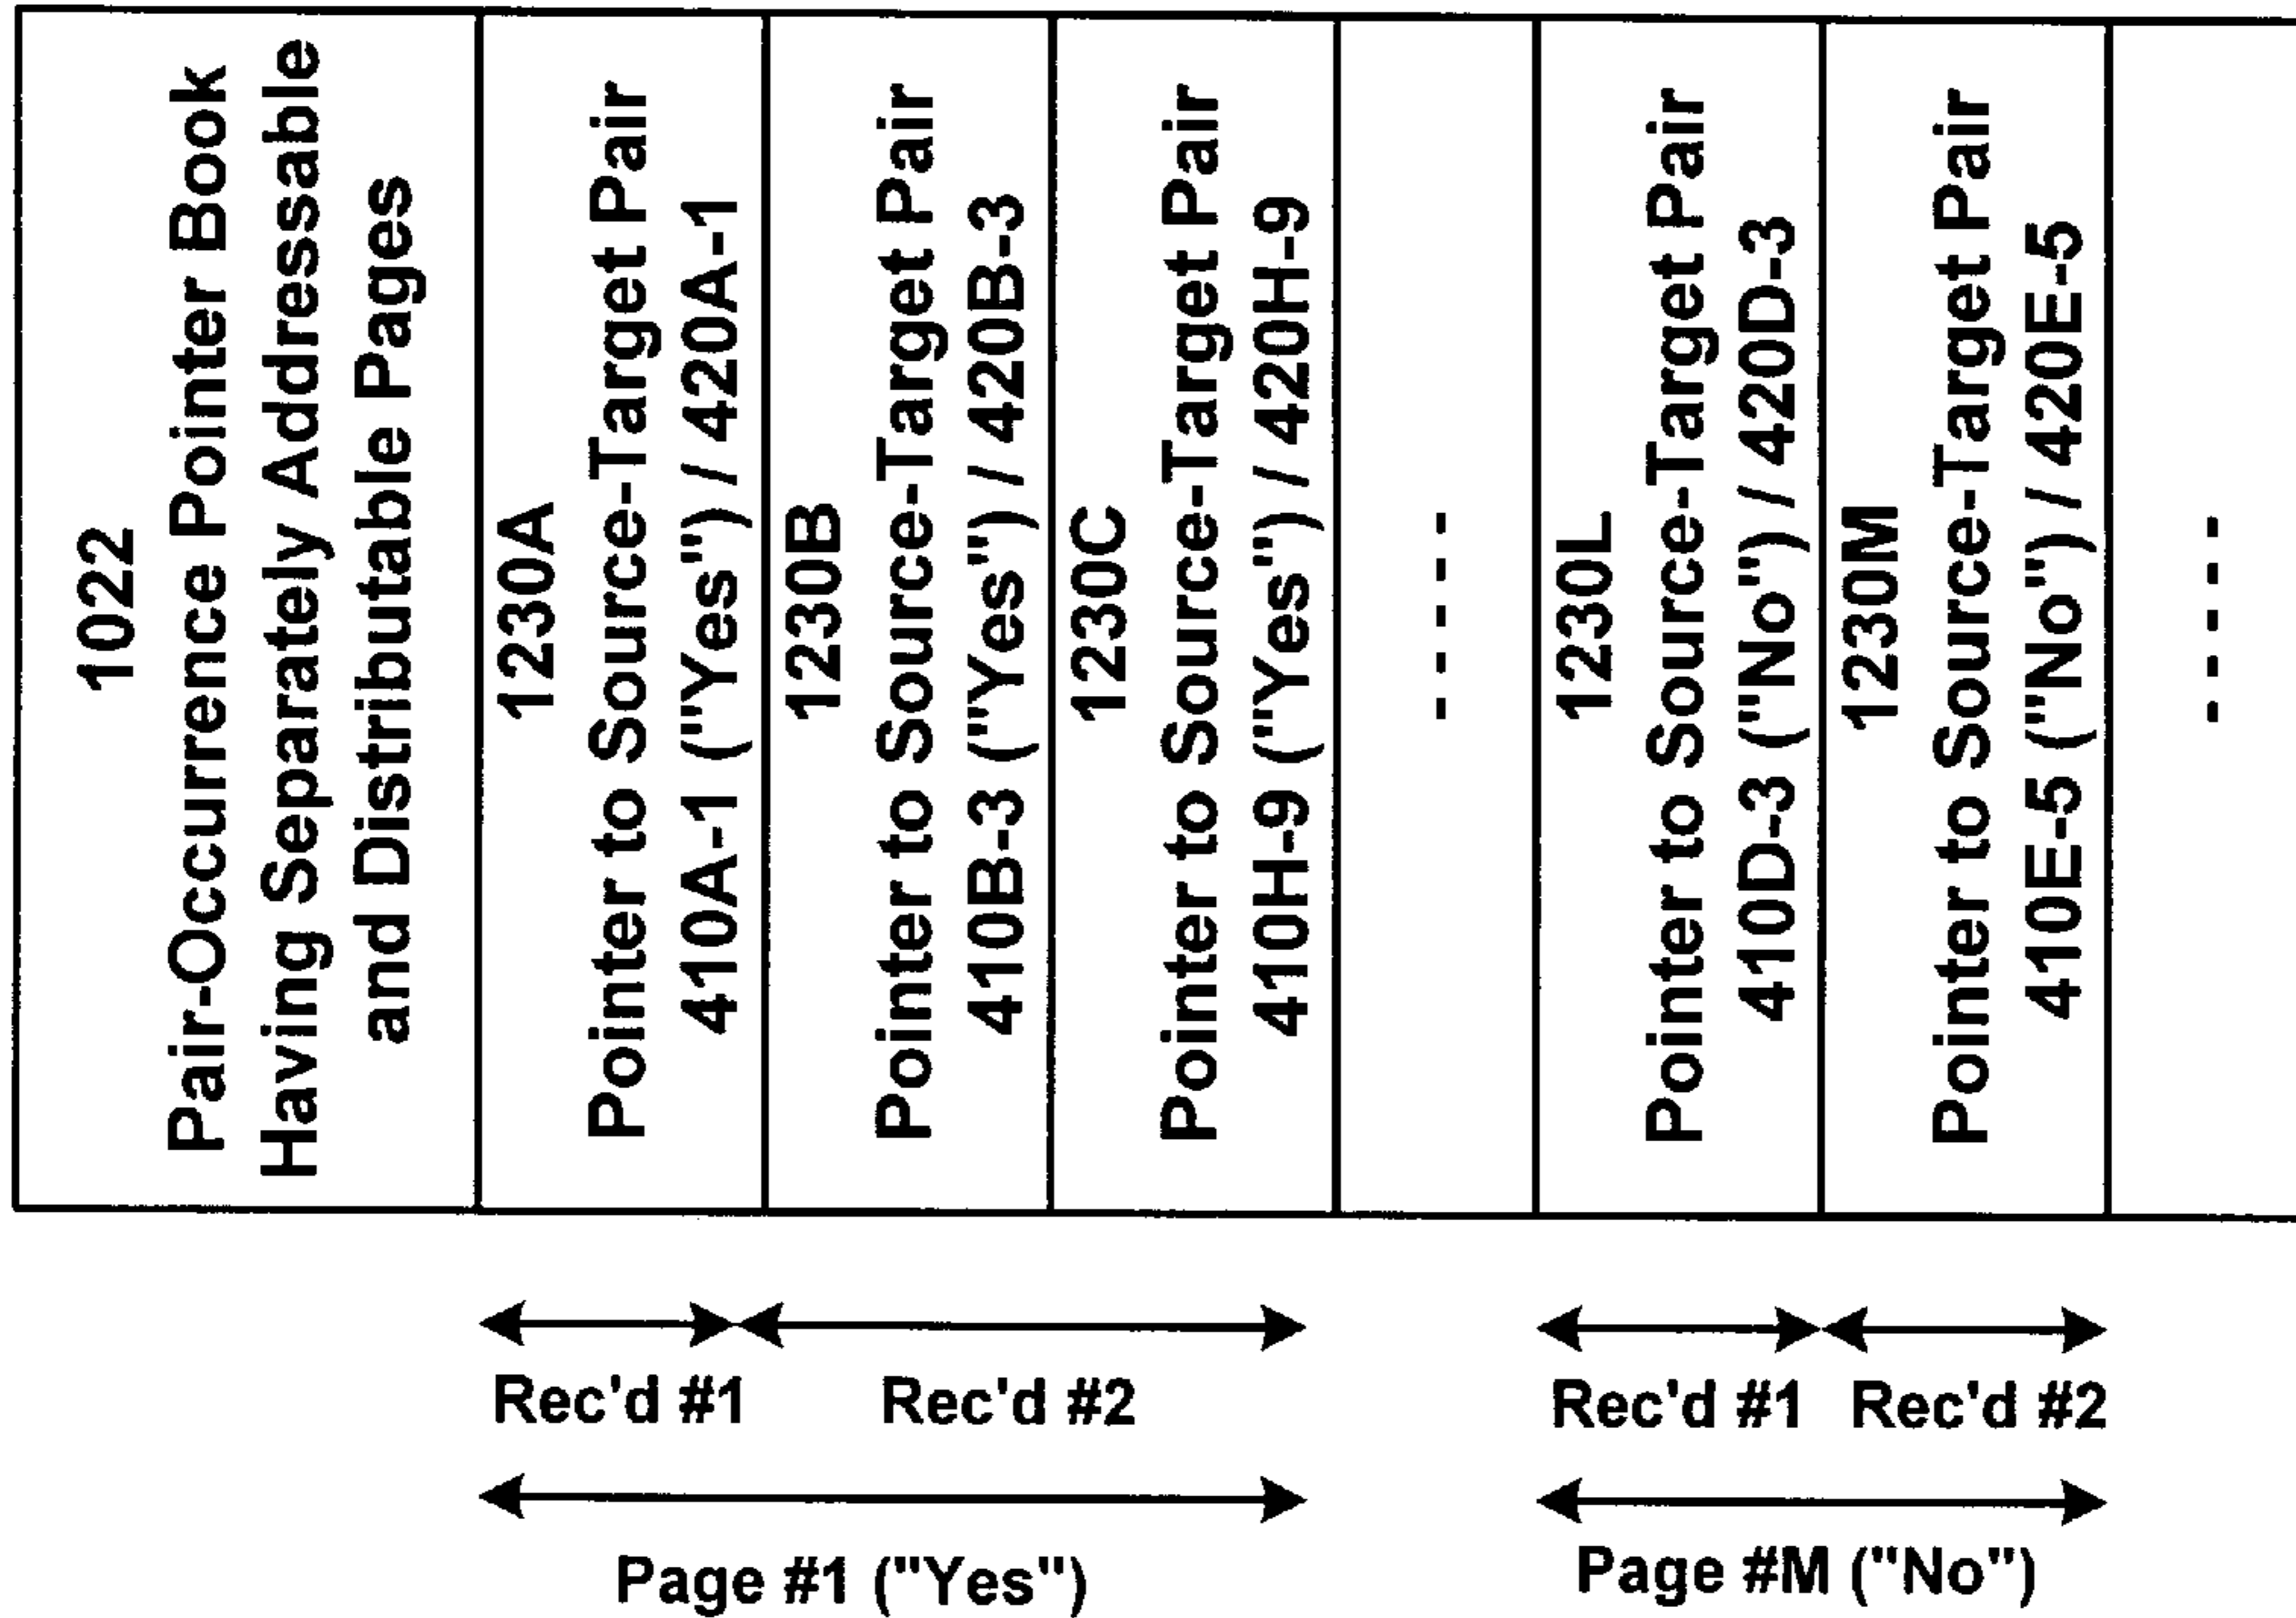 1022
Pair-Occurrence Pointer Book
Having Separately Addressable
and Distributable Pages
1230A
Pointer to Source-Target Pair
410A-1 ("Yes") / 420A-1
1230B
Pointer to Source-Target Pair
410B-3 ("Yes") / 420B-3
1230C
Pointer to Source-Target Pair
410H-9 ("Yes") / 420H-9
-----
1230L
Pointer to Source-Target Pair
410D-3 ("No") / 420D-3
1230M
Pointer to Source-Target Pair
410E-5 ("No") / 420E-5
-----
Rec'd #1
Rec'd #2
Rec'd #1
Rec'd #2
Page #1 ("Yes")
Page #M ("No")